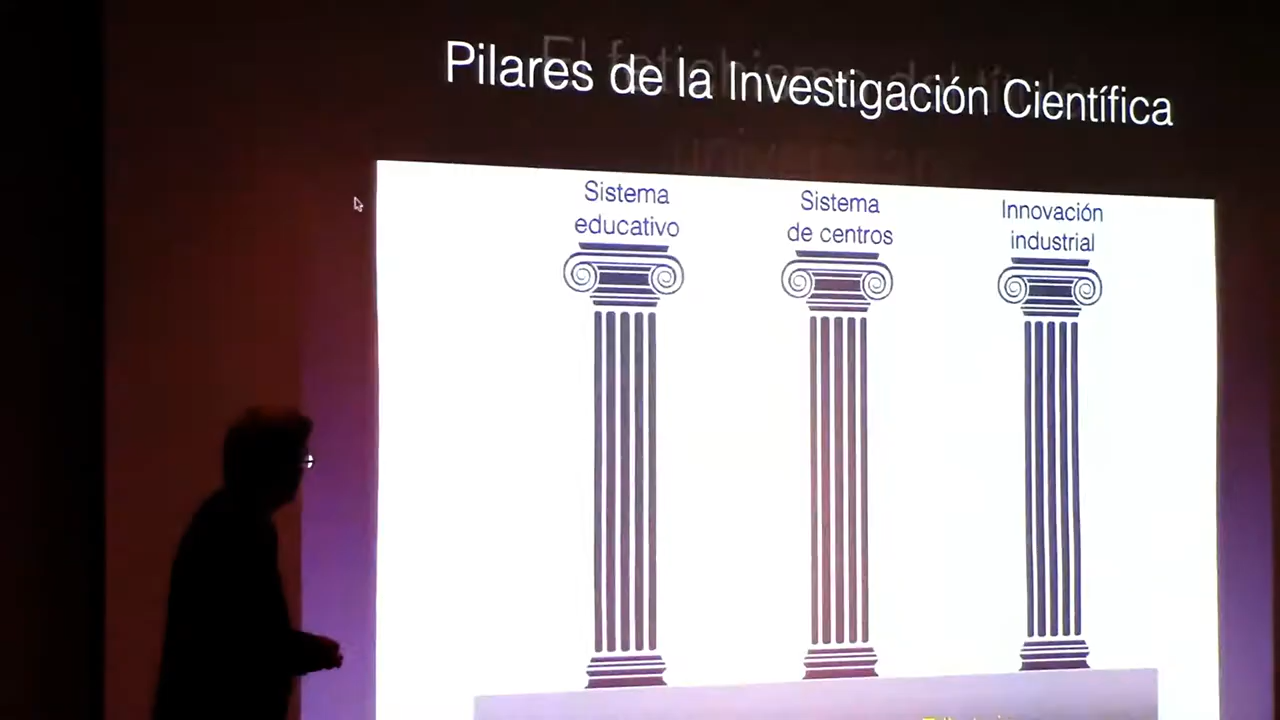 Pilares de la Investigación Científica
Sistema
educativo
Sistema
de centros
Innovación
industrial